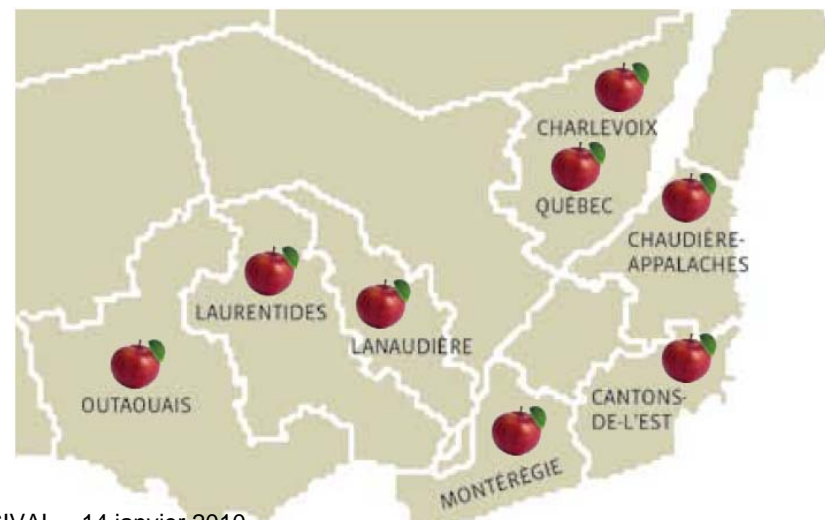 CHARLEVOIX
QUÉBEC
CHAUDIÈRE-
APPALACHES
LAURENTIDES
LANAUDIÈRE
OUTAOUAIS
CANTONS-
DE-L'EST
MONTÉRÉGIE
14 janvier 2010